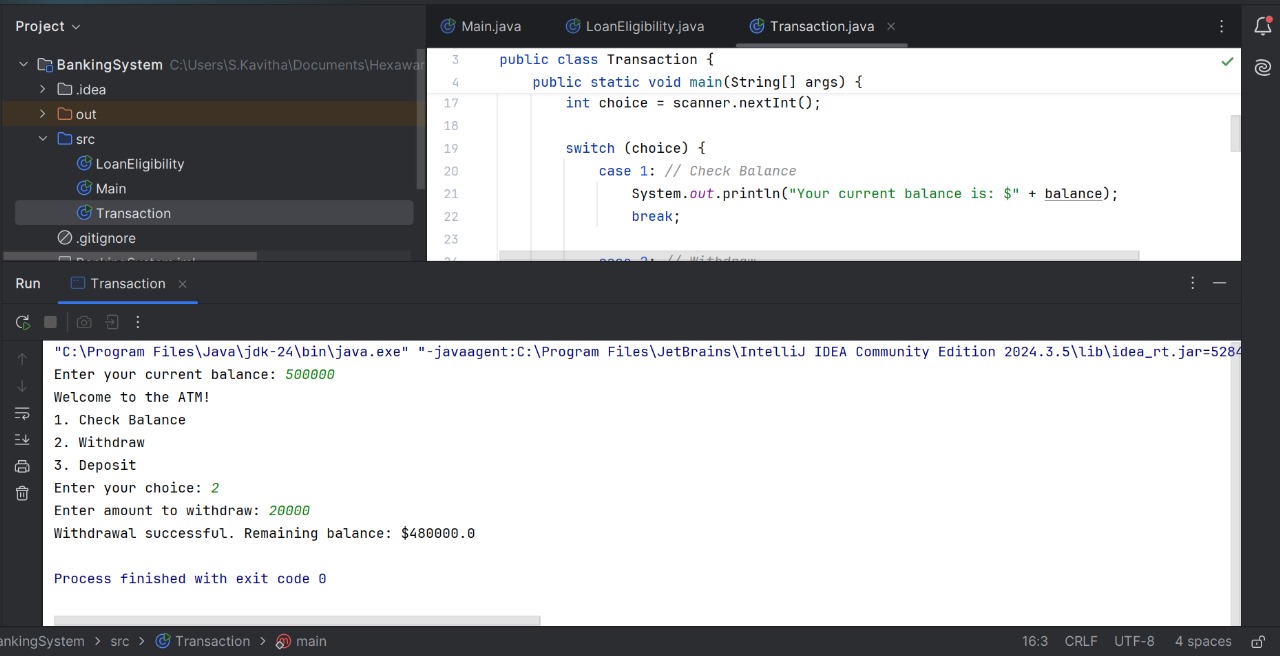 Project
Main.java
LoanEligibility.java
Transaction.java
BankingSystem C:\Users\S.Kavitha\Documents\Hexawar
.idea
out
src
LoanEligibility
Main
Transaction
.gitignore
3 public class Transaction {
4 public static void main(String[] args) {
17 int choice = scanner.nextInt();
18
19 switch (choice) {
20 case 1: // Check Balance
21 System.out.println("Your current balance is: $" + balance);
22 break;
23
24 case 2: // Withdraw
Run
Transaction
"C:\Program Files\Java\jdk-24\bin\java.exe" "-javaagent:C:\Program Files\JetBrains\IntelliJ IDEA Community Edition 2024.3.5\lib\idea_rt.jar=5284
Enter your current balance: 500000
Welcome to the ATM!
1. Check Balance
2. Withdraw
3. Deposit
Enter your choice: 2
Enter amount to withdraw: 20000
Withdrawal successful. Remaining balance: $480000.0
Process finished with exit code 0
ankingSystem > src > Transaction > main
16:3 CRLF UTF-8 4 spaces